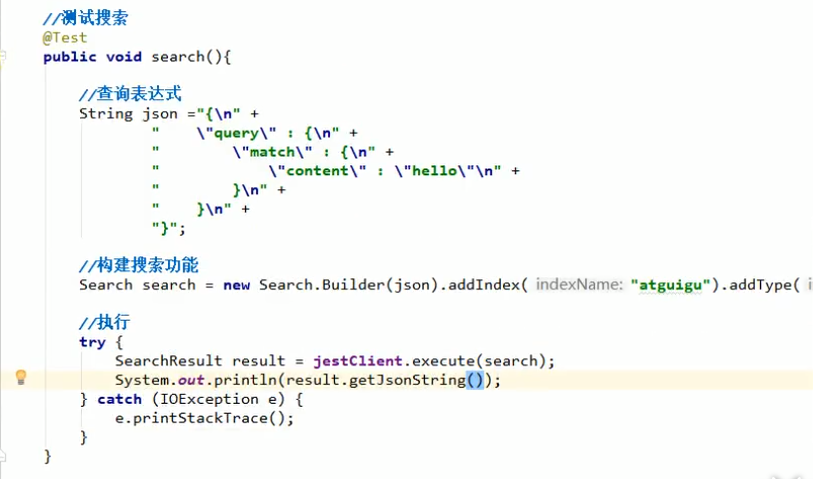 //测试搜索
@Test
public void search(){
//查询表达式
String json ="{\n" +
"    \"query\" : {\n" +
"        \"match\" : {\n" +
"            \"content\" : \"hello\"\n" +
"        }\n" +
"    }\n" +
"}";
//构建搜索功能
Search search = new Search.Builder(json).addIndex( indexName: "atguigu").addType(
//执行
try {
SearchResult result = jestClient.execute(search);
System.out.println(result.getJsonString());
} catch (IOException e) {
e.printStackTrace();
}
}